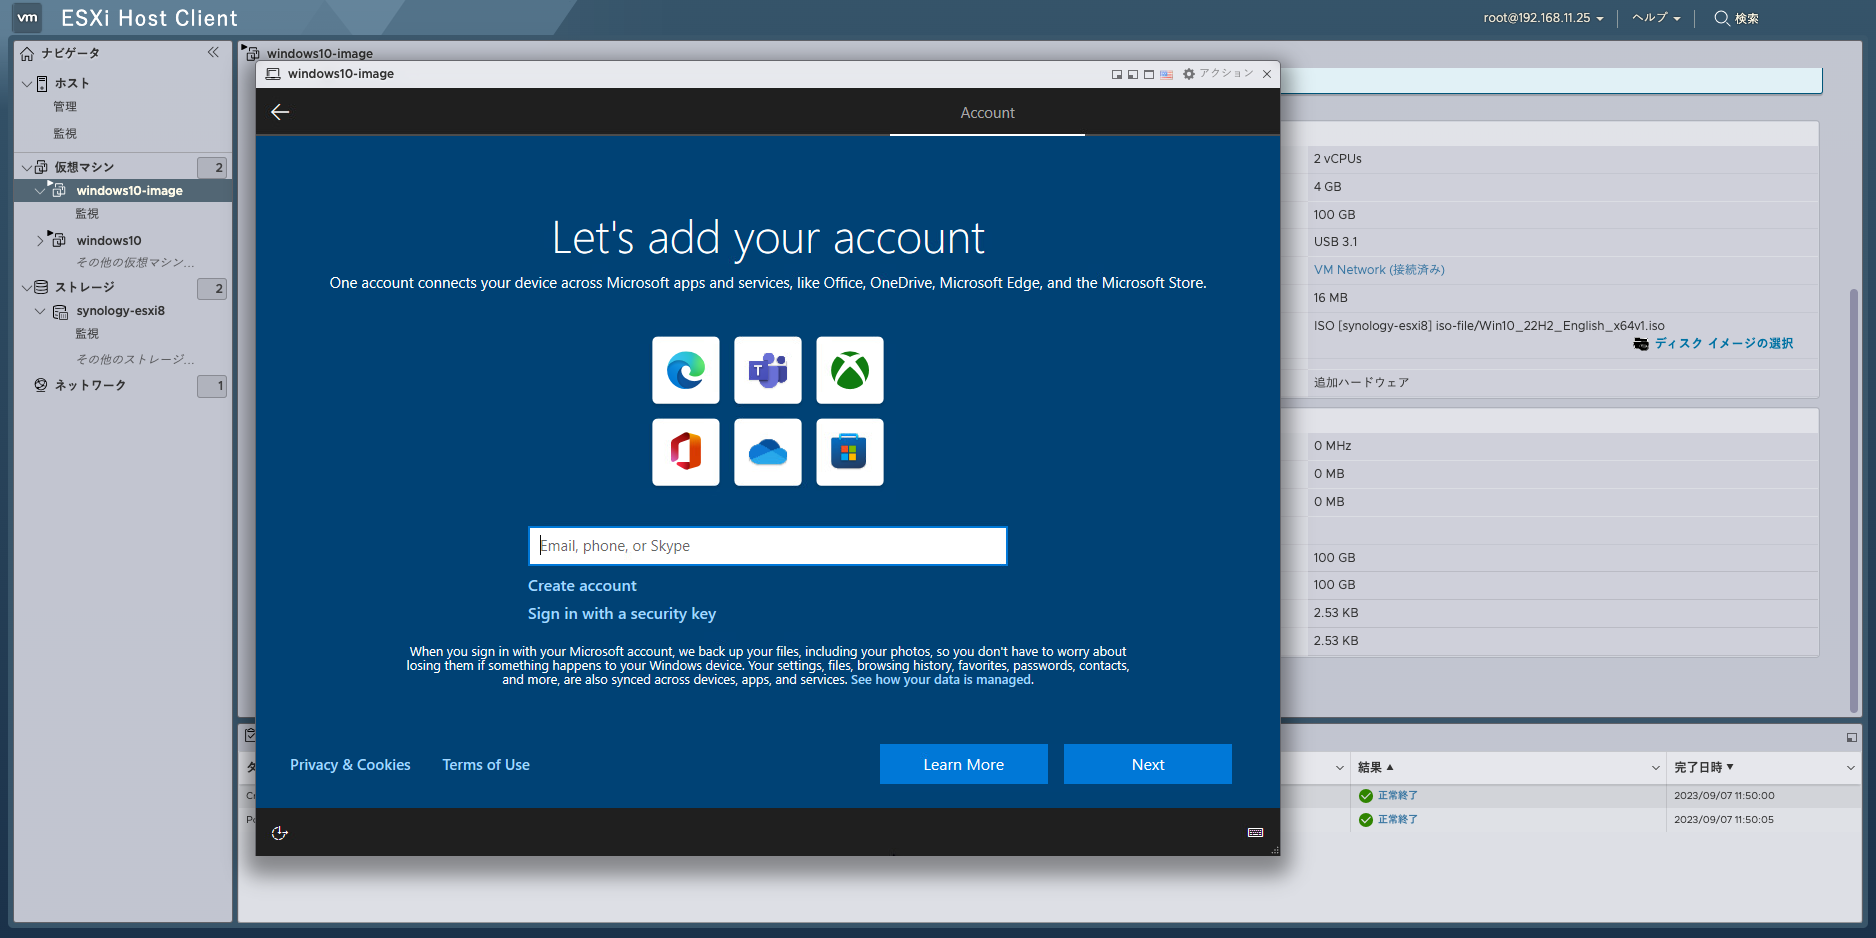 vm
ESXi Host Client
root@192.168.11.25
ヘルプ
検索
ナビゲータ
ホスト
管理
監視
仮想マシン
2
windows10-image
監視
windows10
その他の仮想マシン...
ストレージ
2
synology-esxi8
監視
その他のストレージ...
ネットワーク
1
windows10-image
windows10-image
アクション
Account
Let's add your account
One account connects your device across Microsoft apps and services, like Office, OneDrive, Microsoft Edge, and the Microsoft Store.
Email, phone, or Skype
Create account
Sign in with a security key
When you sign in with your Microsoft account, we back up your files, including your photos, so you don't have to worry about
losing them if something happens to your Windows device. Your settings, files, browsing history, favorites, passwords, contacts,
and more, are also synced across devices, apps, and services. See how your data is managed.
Privacy & Cookies
Terms of Use
Learn More
Next
2 vCPUs
4 GB
100 GB
USB 3.1
VM Network (接続済み)
16 MB
ISO [synology-esxi8] iso-file/Win10_22H2_English_x64v1.iso
ディスク イメージの選択
追加ハードウェア
0 MHz
0 MB
0 MB
100 GB
100 GB
2.53 KB
2.53 KB
結果
完了日時
正常終了
2023/09/07 11:50:00
正常終了
2023/09/07 11:50:05